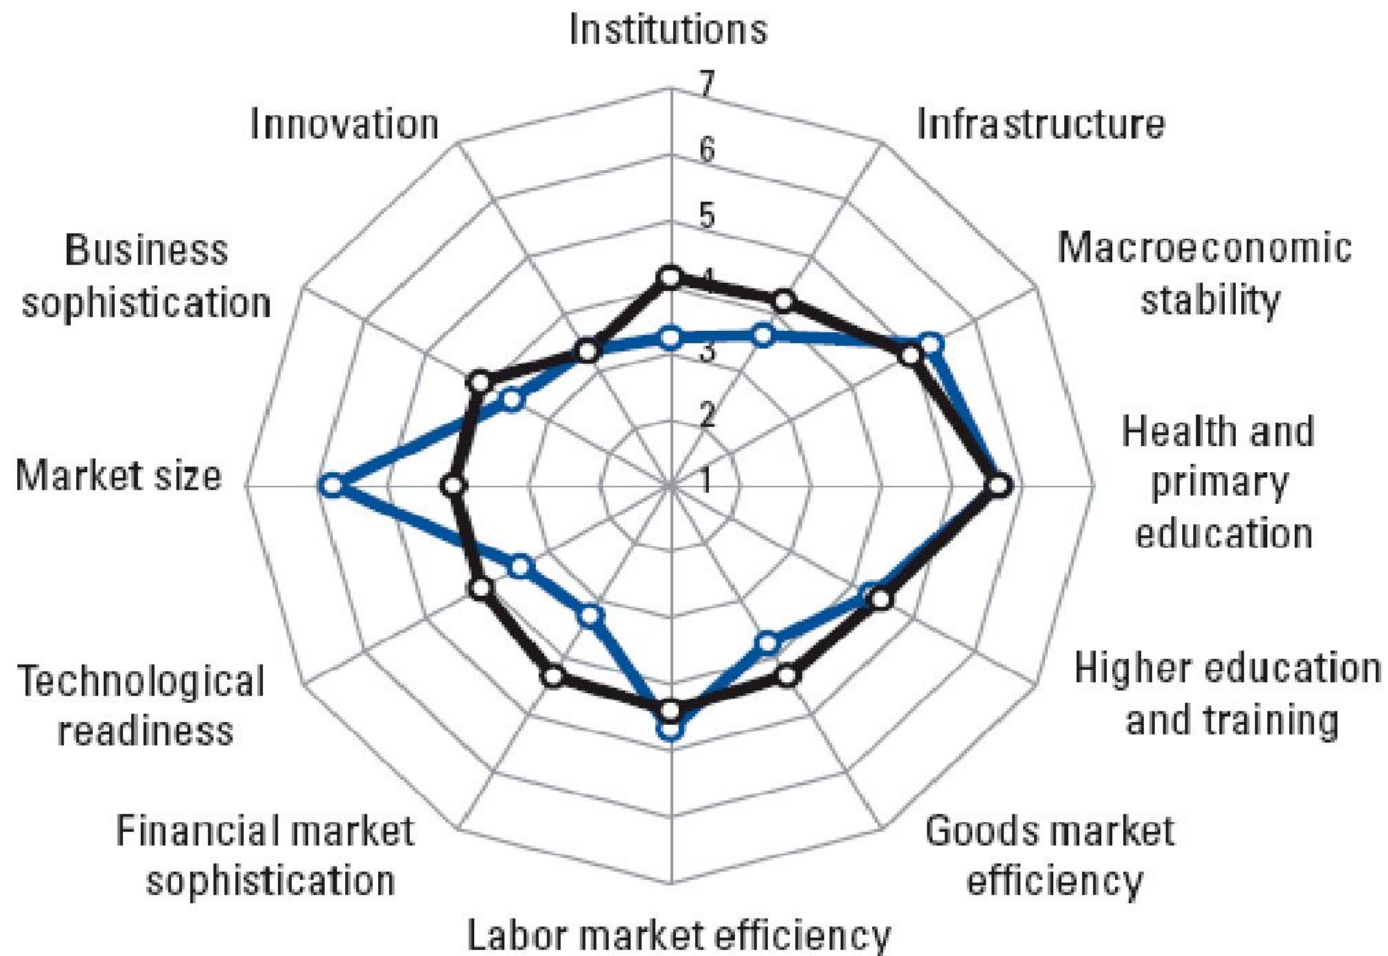 Institutions
7
Innovation
Infrastructure
6
5
Business
sophistication
Macroeconomic
stability
4
3
2
Market size
1
Health and
primary
education
Technological
readiness
Higher education
and training
Financial market
sophistication
Goods market
efficiency
Labor market efficiency